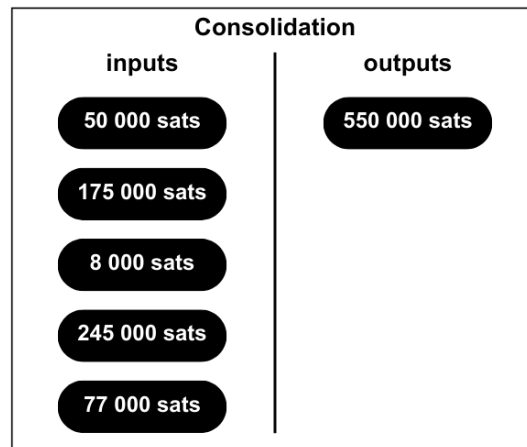 Consolidation
inputs
outputs
50 000 sats
550 000 sats
175 000 sats
8 000 sats
245 000 sats
77 000 sats